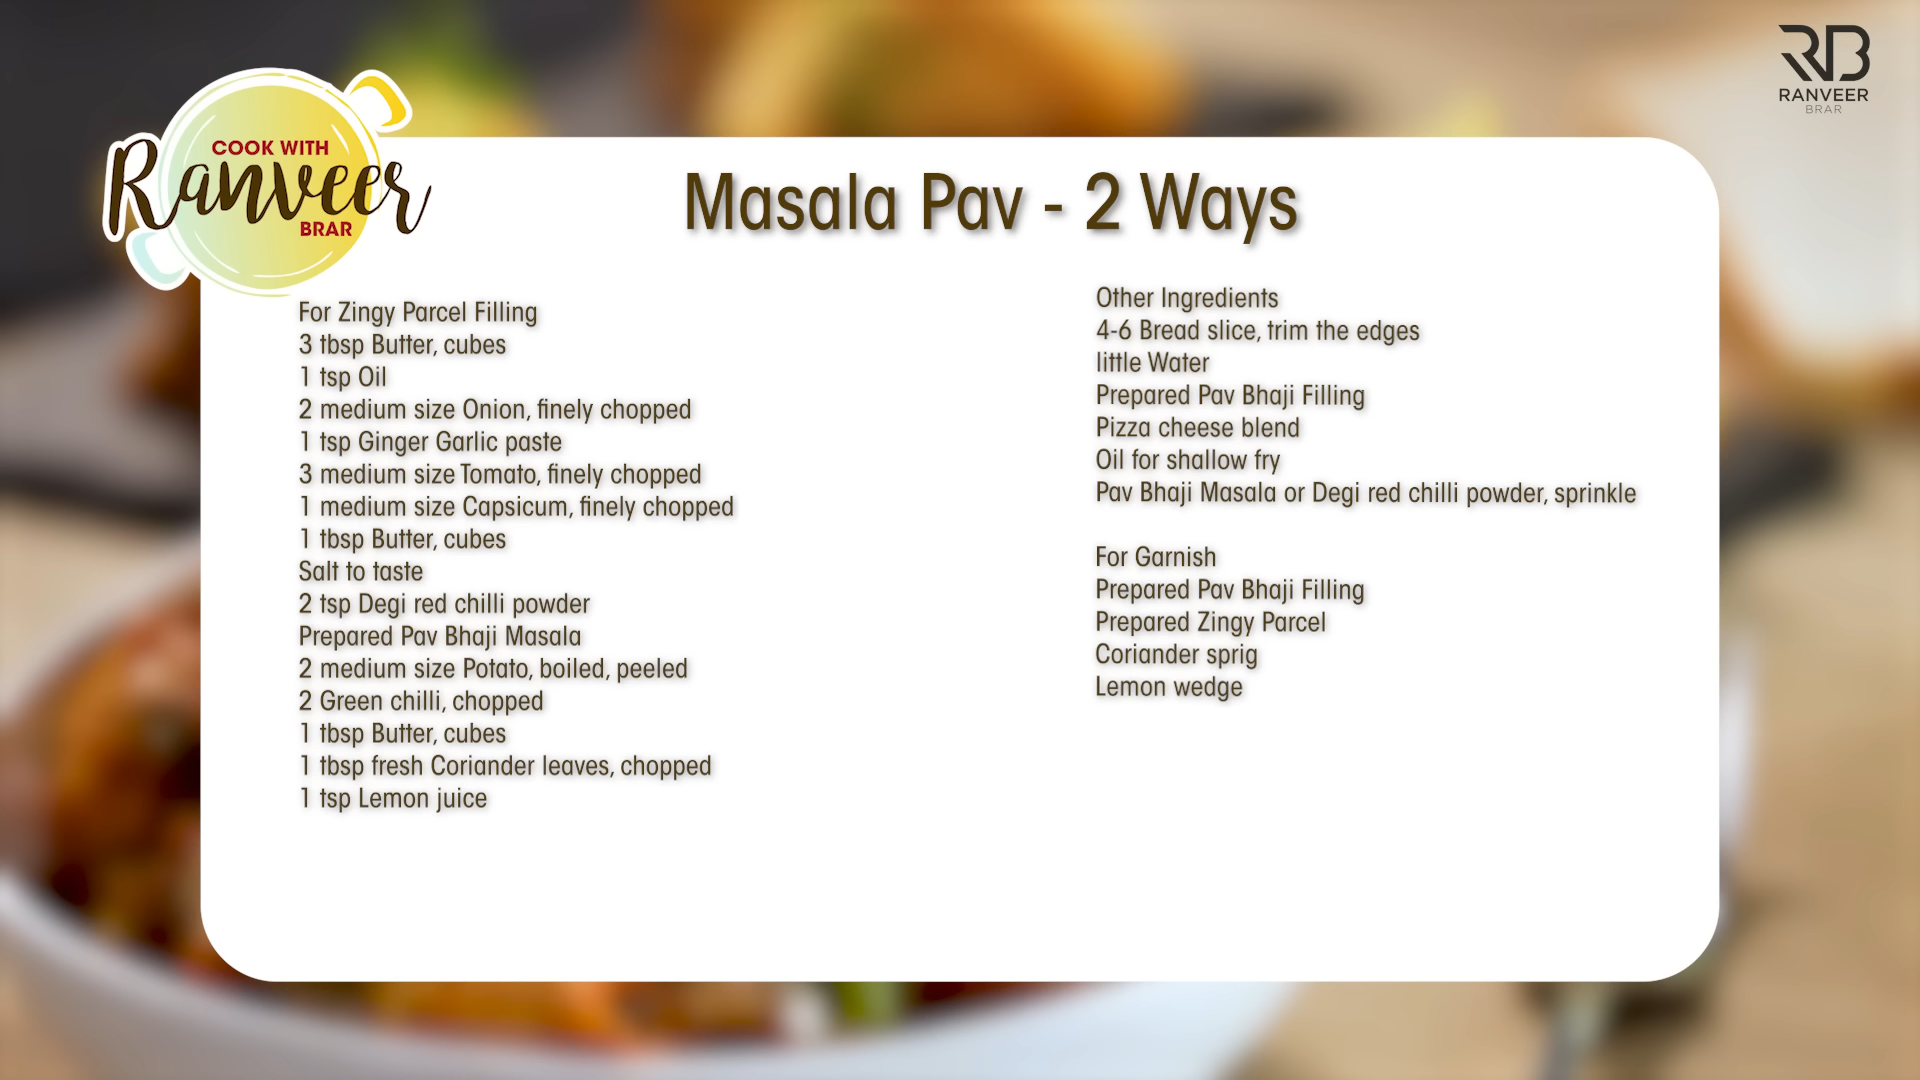 COOK WITH
Ranveer
BRAR
RB
RANVEER
BRAR
Masala Pav - 2 Ways
For Zingy Parcel Filling
3 tbsp Butter, cubes
1 tsp Oil
2 medium size Onion, finely chopped
1 tsp Ginger Garlic paste
3 medium size Tomato, finely chopped
1 medium size Capsicum, finely chopped
1 tbsp Butter, cubes
Salt to taste
2 tsp Degi red chilli powder
Prepared Pav Bhaji Masala
2 medium size Potato, boiled, peeled
2 Green chilli, chopped
1 tbsp Butter, cubes
1 tbsp fresh Coriander leaves, chopped
1 tsp Lemon juice
Other Ingredients
4-6 Bread slice, trim the edges
little Water
Prepared Pav Bhaji Filling
Pizza cheese blend
Oil for shallow fry
Pav Bhaji Masala or Degi red chilli powder, sprinkle
For Garnish
Prepared Pav Bhaji Filling
Prepared Zingy Parcel
Coriander sprig
Lemon wedge